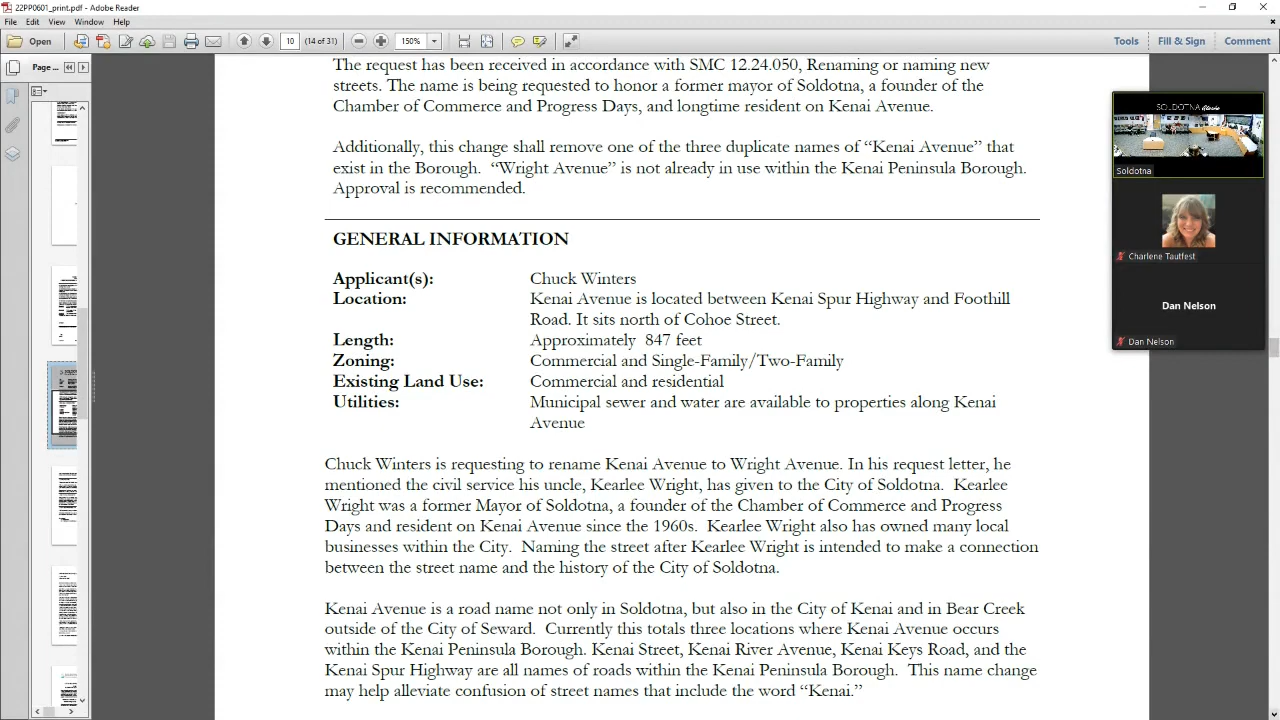 22PP0601_print.pdf - Adobe Reader
File Edit View Window Help
Open 10 (14 of 31) 150% Tools Fill & Sign Comment
Page ...
The request has been received in accordance with SMC 12.24.050, Renaming or naming new
streets. The name is being requested to honor a former mayor of Soldotna, a founder of the
Chamber of Commerce and Progress Days, and longtime resident on Kenai Avenue.
Additionally, this change shall remove one of the three duplicate names of “Kenai Avenue” that
exist in the Borough. “Wright Avenue” is not already in use within the Kenai Peninsula Borough.
Approval is recommended.
GENERAL INFORMATION
Applicant(s): Chuck Winters
Location: Kenai Avenue is located between Kenai Spur Highway and Foothill
Road. It sits north of Cohoe Street.
Length: Approximately 847 feet
Zoning: Commercial and Single-Family/Two-Family
Existing Land Use: Commercial and residential
Utilities: Municipal sewer and water are available to properties along Kenai
Avenue
Chuck Winters is requesting to rename Kenai Avenue to Wright Avenue. In his request letter, he
mentioned the civil service his uncle, Kearlee Wright, has given to the City of Soldotna. Kearlee
Wright was a former Mayor of Soldotna, a founder of the Chamber of Commerce and Progress
Days and resident on Kenai Avenue since the 1960s. Kearlee Wright also has owned many local
businesses within the City. Naming the street after Kearlee Wright is intended to make a connection
between the street name and the history of the City of Soldotna.
Kenai Avenue is a road name not only in Soldotna, but also in the City of Kenai and in Bear Creek
outside of the City of Seward. Currently this totals three locations where Kenai Avenue occurs
within the Kenai Peninsula Borough. Kenai Street, Kenai River Avenue, Kenai Keys Road, and the
Kenai Spur Highway are all names of roads within the Kenai Peninsula Borough. This name change
may help alleviate confusion of street names that include the word “Kenai.”
SOLDOTNA Alaska
Soldotna
Charlene Tautfest
Dan Nelson
Dan Nelson